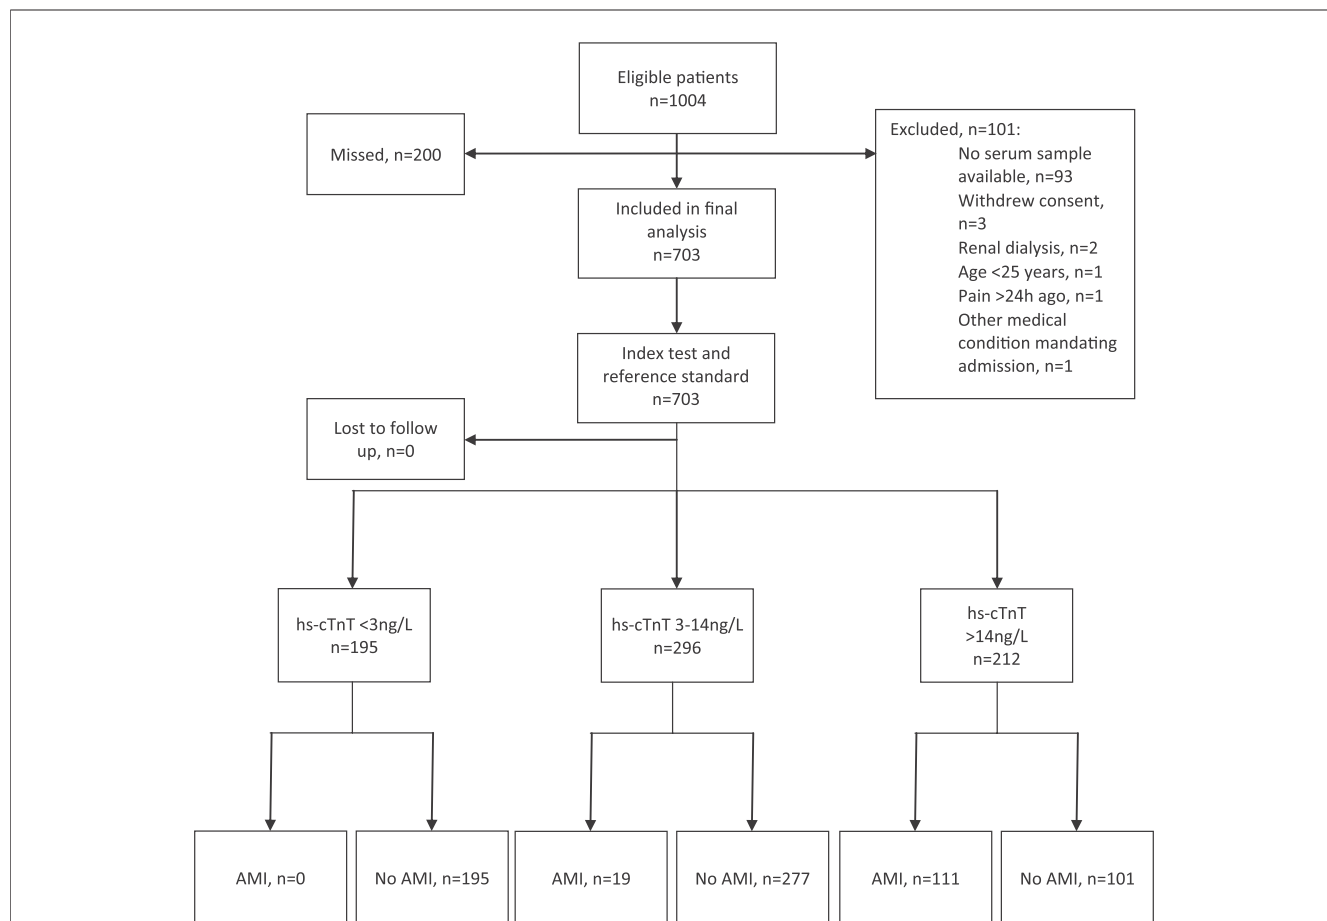 Eligible patients
n=1004
Missed, n=200
Excluded, n=101:
No serum sample
available, n=93
Withdrew consent,
n=3
Renal dialysis, n=2
Age <25 years, n=1
Pain >24h ago, n=1
Other medical
condition mandating
admission, n=1
Included in final
analysis
n=703
Index test and
reference standard
n=703
Lost to follow
up, n=0
hs-cTnT <3ng/L
n=195
hs-cTnT 3-14ng/L
n=296
hs-cTnT
>14ng/L
n=212
AMI, n=0
No AMI, n=195
AMI, n=19
No AMI, n=277
AMI, n=111
No AMI, n=101